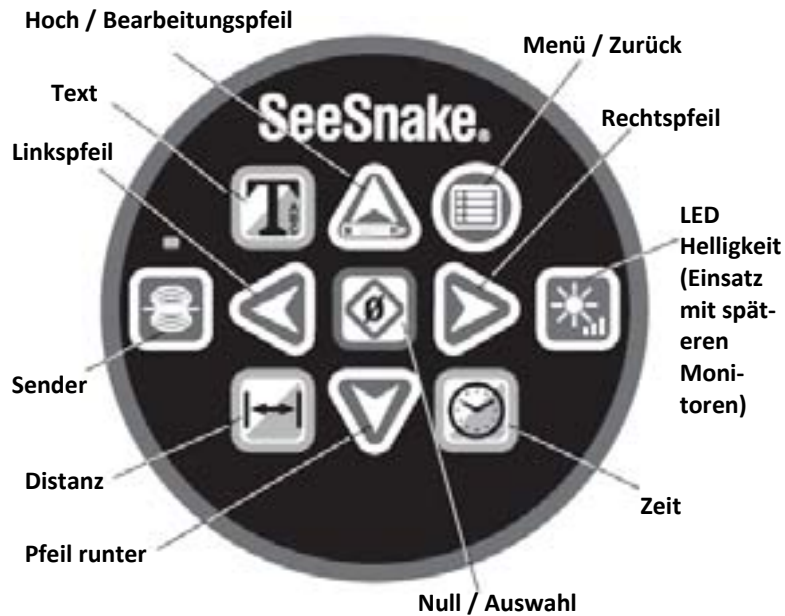 Hoch / Bearbeitungspfeil
Menü / Zurück
Text
SeeSnake®
Rechtspfeil
Linkspfeil
T
LED
Helligkeit
(Einsatz
mit spät-
eren
Moni-
toren)
Ø
Sender
Distanz
Zeit
Pfeil runter
Null / Auswahl